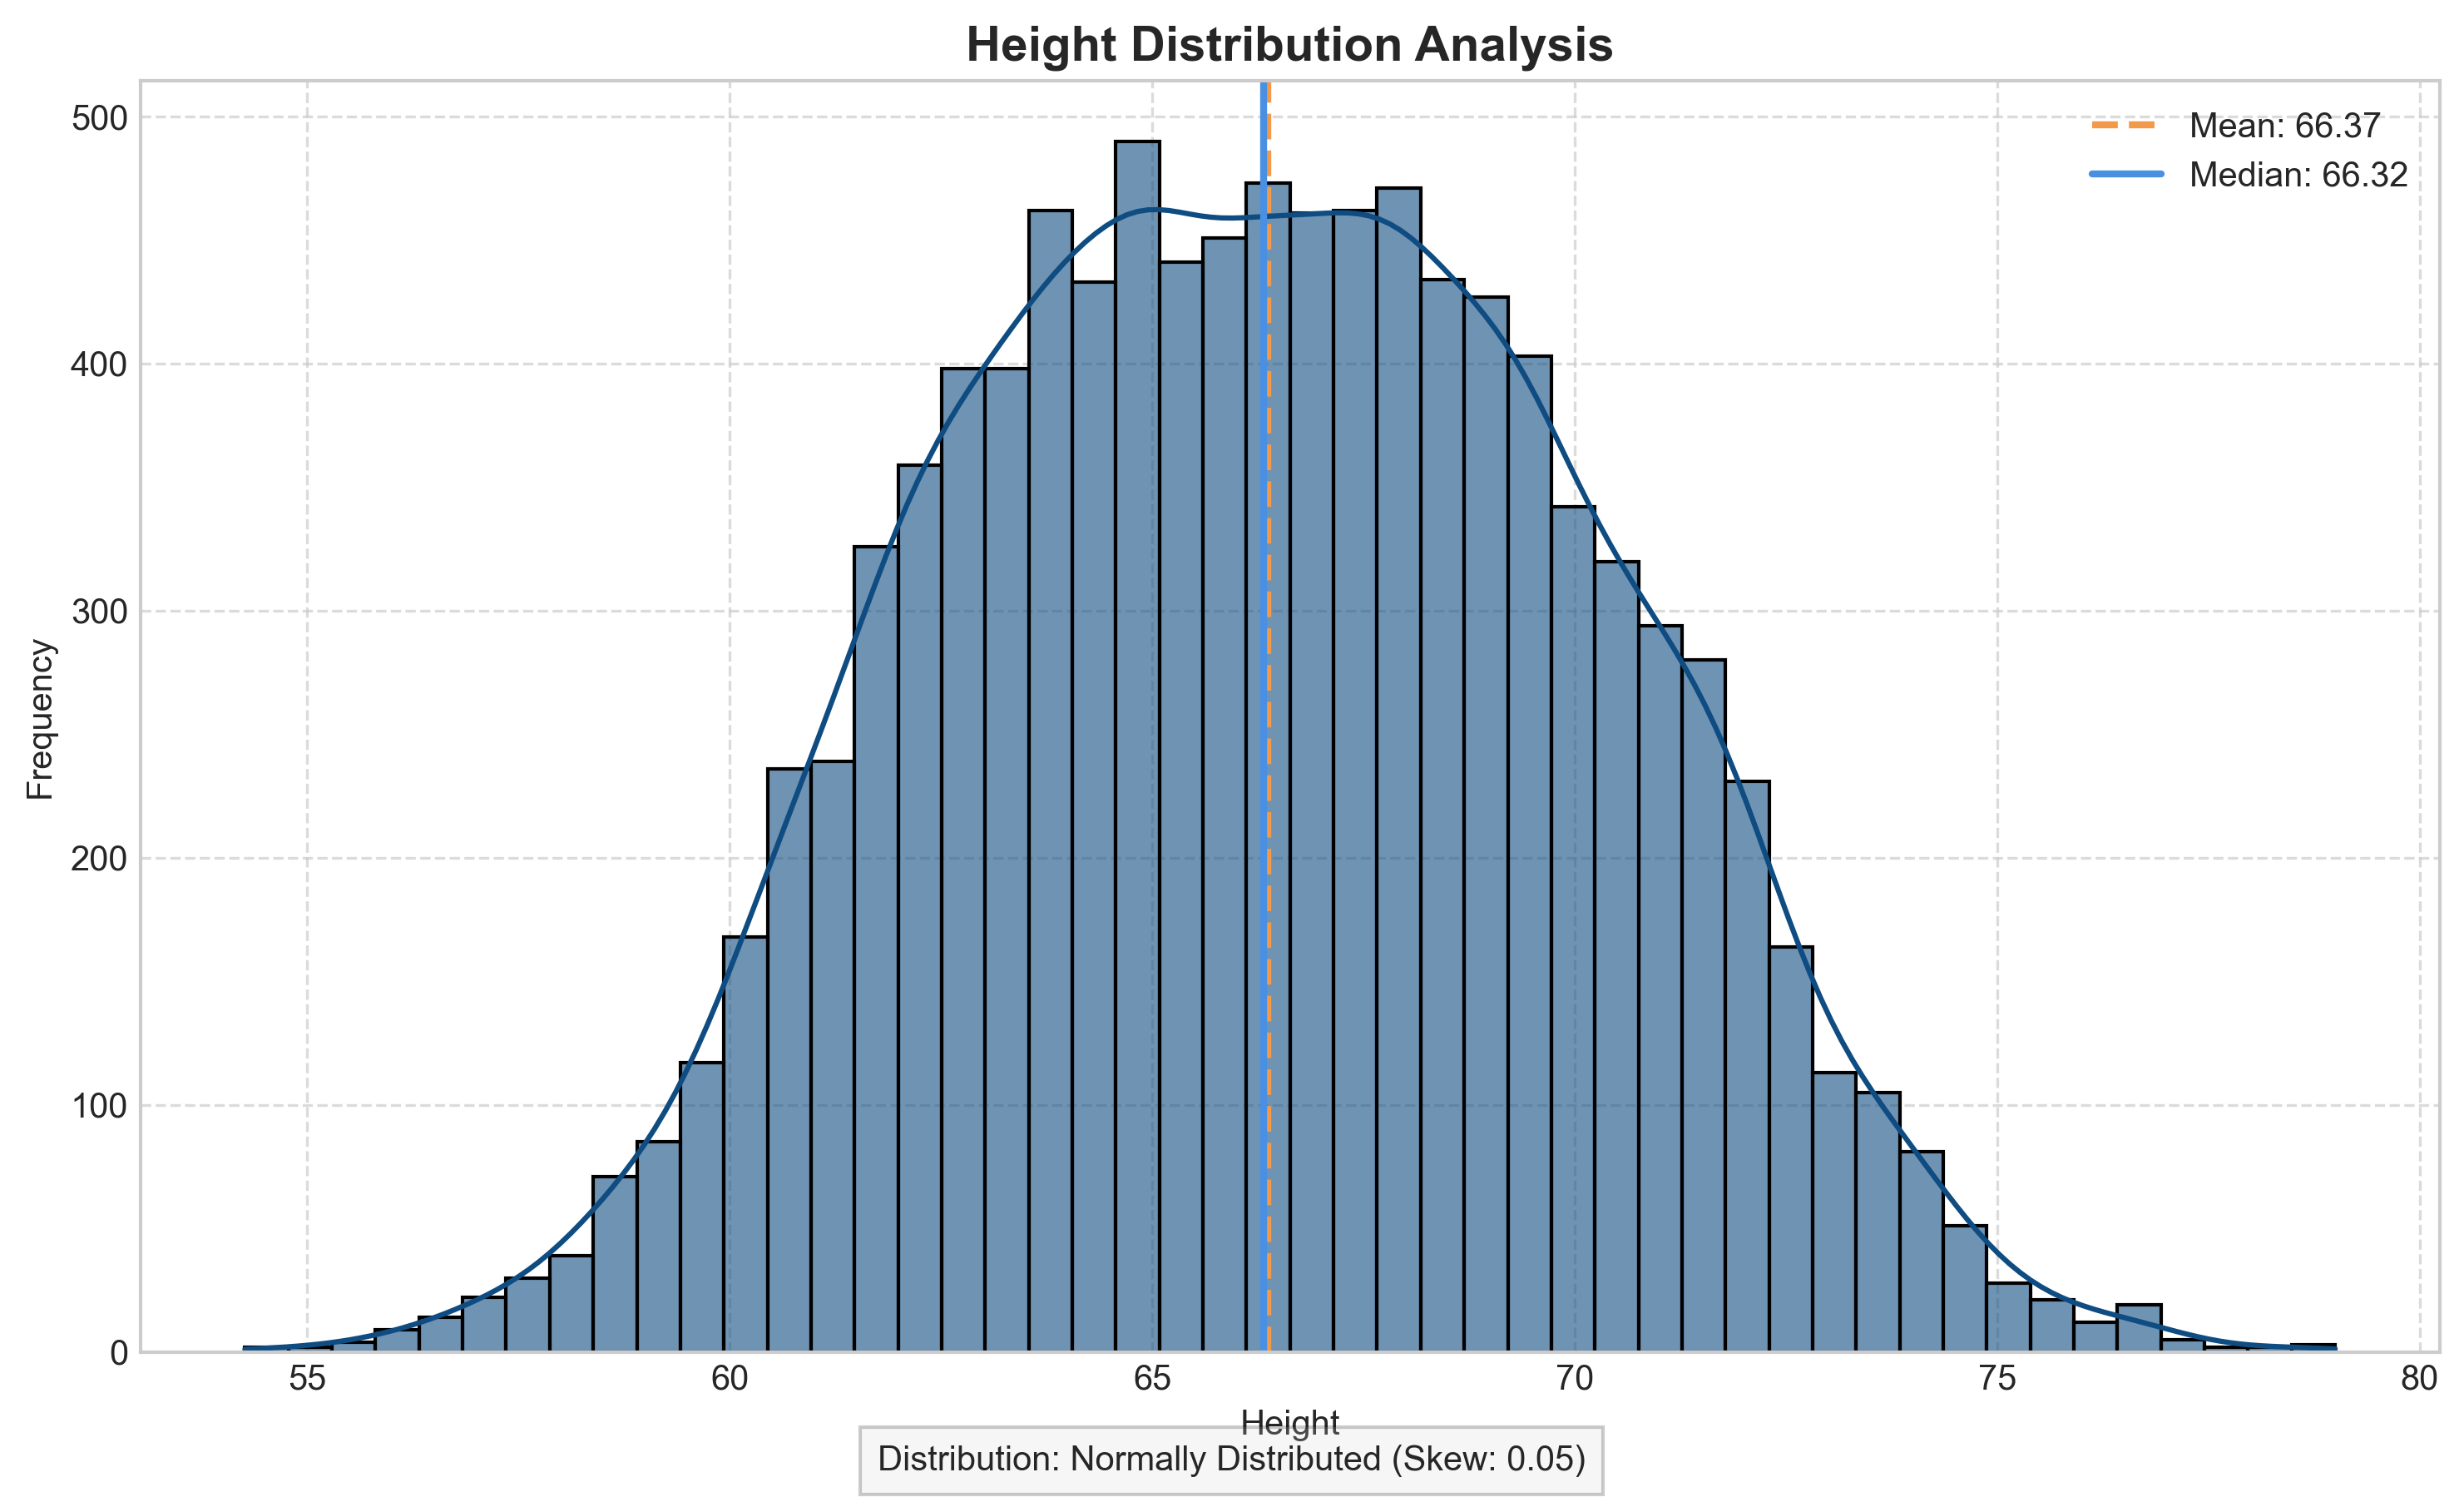 Height Distribution Analysis
Mean: 66.37
Median: 66.32
Frequency
500
400
300
200
100
0
55 60 65 70 75 80
Height
Distribution: Normally Distributed (Skew: 0.05)